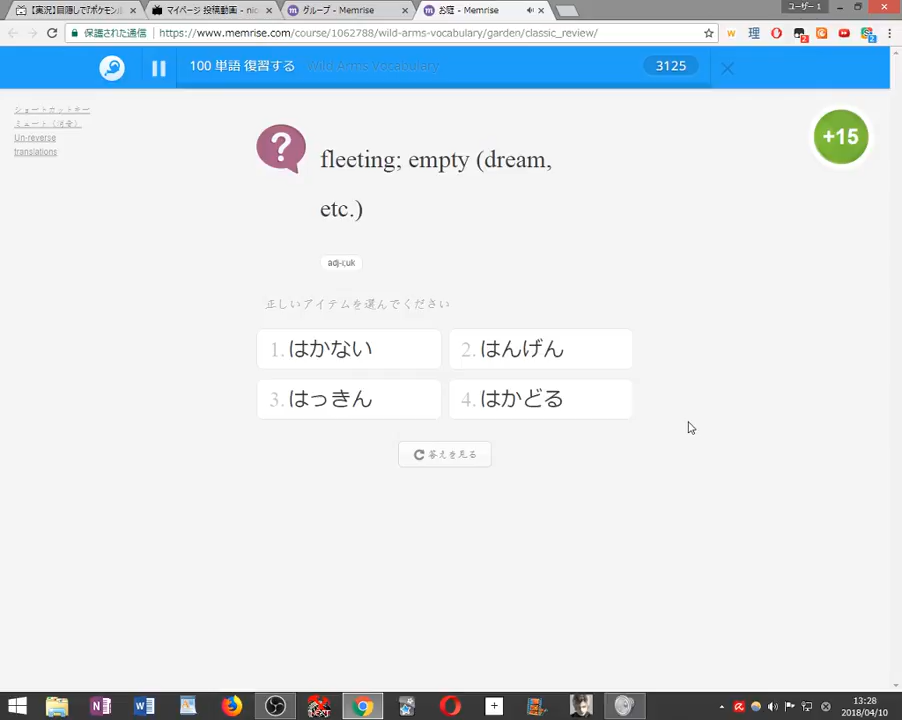 【実況】目隠しで『ポケモン
マイページ 投稿動画 - nic
グループ - Memrise
お庭 - Memrise
ユーザー 1
保護された通信
https://www.memrise.com/course/1062788/wild-arms-vocabulary/garden/classic_review/
100 単語 復習する
Wild Arms Vocabulary
3125
ショートカットキー
ミュート（消音）
Un-reverse
translations
+15
fleeting; empty (dream,
etc.)
adj-i;uk
正しいアイテムを選んでください
1. はかない
2. はんげん
3. はっきん
4. はかどる
答えを見る
13:28
2018/04/10